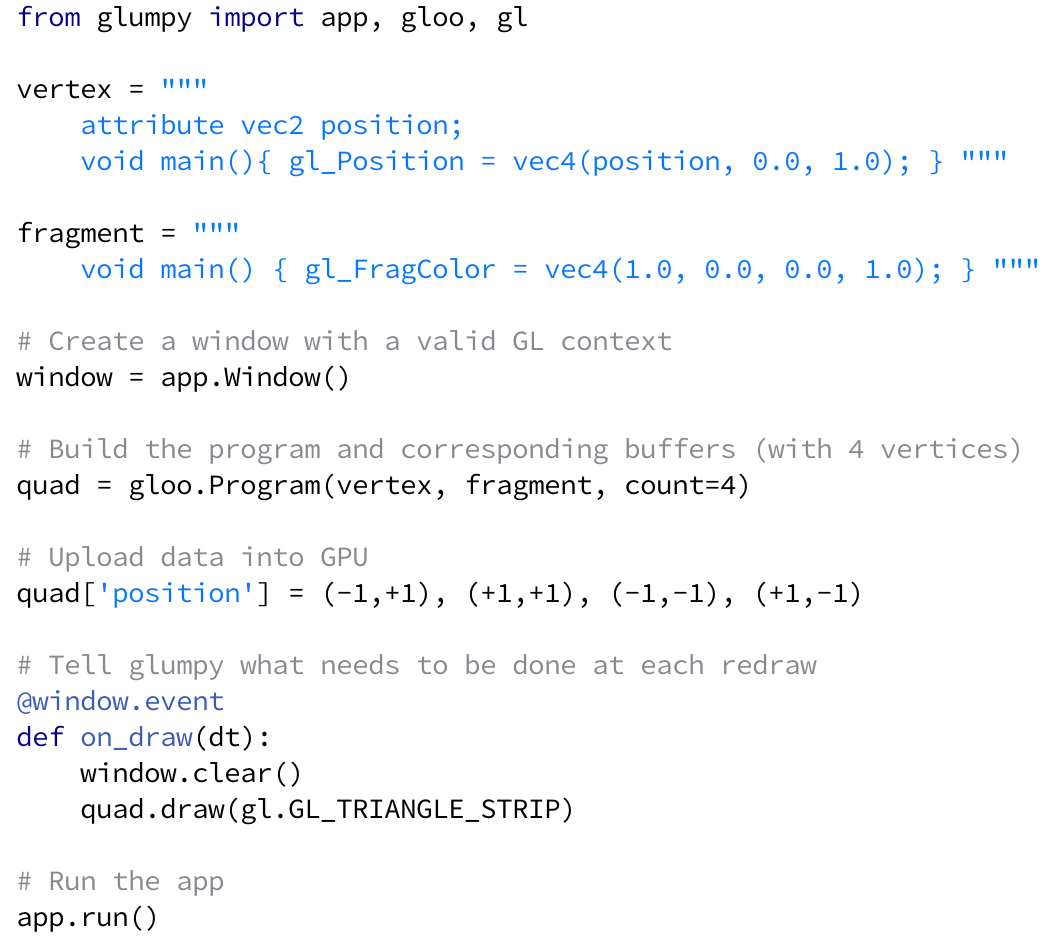 from glumpy import app, gloo, gl

vertex = """
    attribute vec2 position;
    void main(){ gl_Position = vec4(position, 0.0, 1.0); } """

fragment = """
    void main() { gl_FragColor = vec4(1.0, 0.0, 0.0, 1.0); } """

# Create a window with a valid GL context
window = app.Window()

# Build the program and corresponding buffers (with 4 vertices)
quad = gloo.Program(vertex, fragment, count=4)

# Upload data into GPU
quad['position'] = (−1,+1), (+1,+1), (−1,−1), (+1,−1)

# Tell glumpy what needs to be done at each redraw
@window.event
def on_draw(dt):
    window.clear()
    quad.draw(gl.GL_TRIANGLE_STRIP)

# Run the app
app.run()